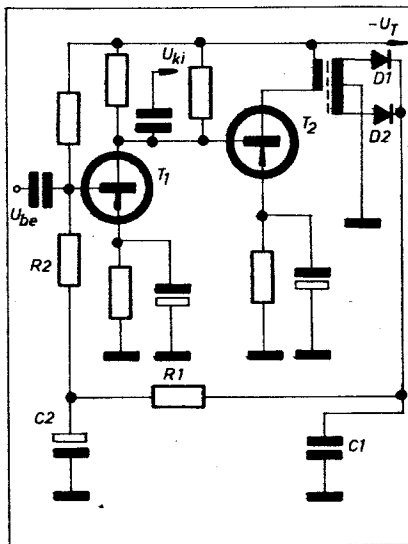 -U_T
U_ki
D1
T_2
D2
T_1
U_be
R2
R1
C2
C1